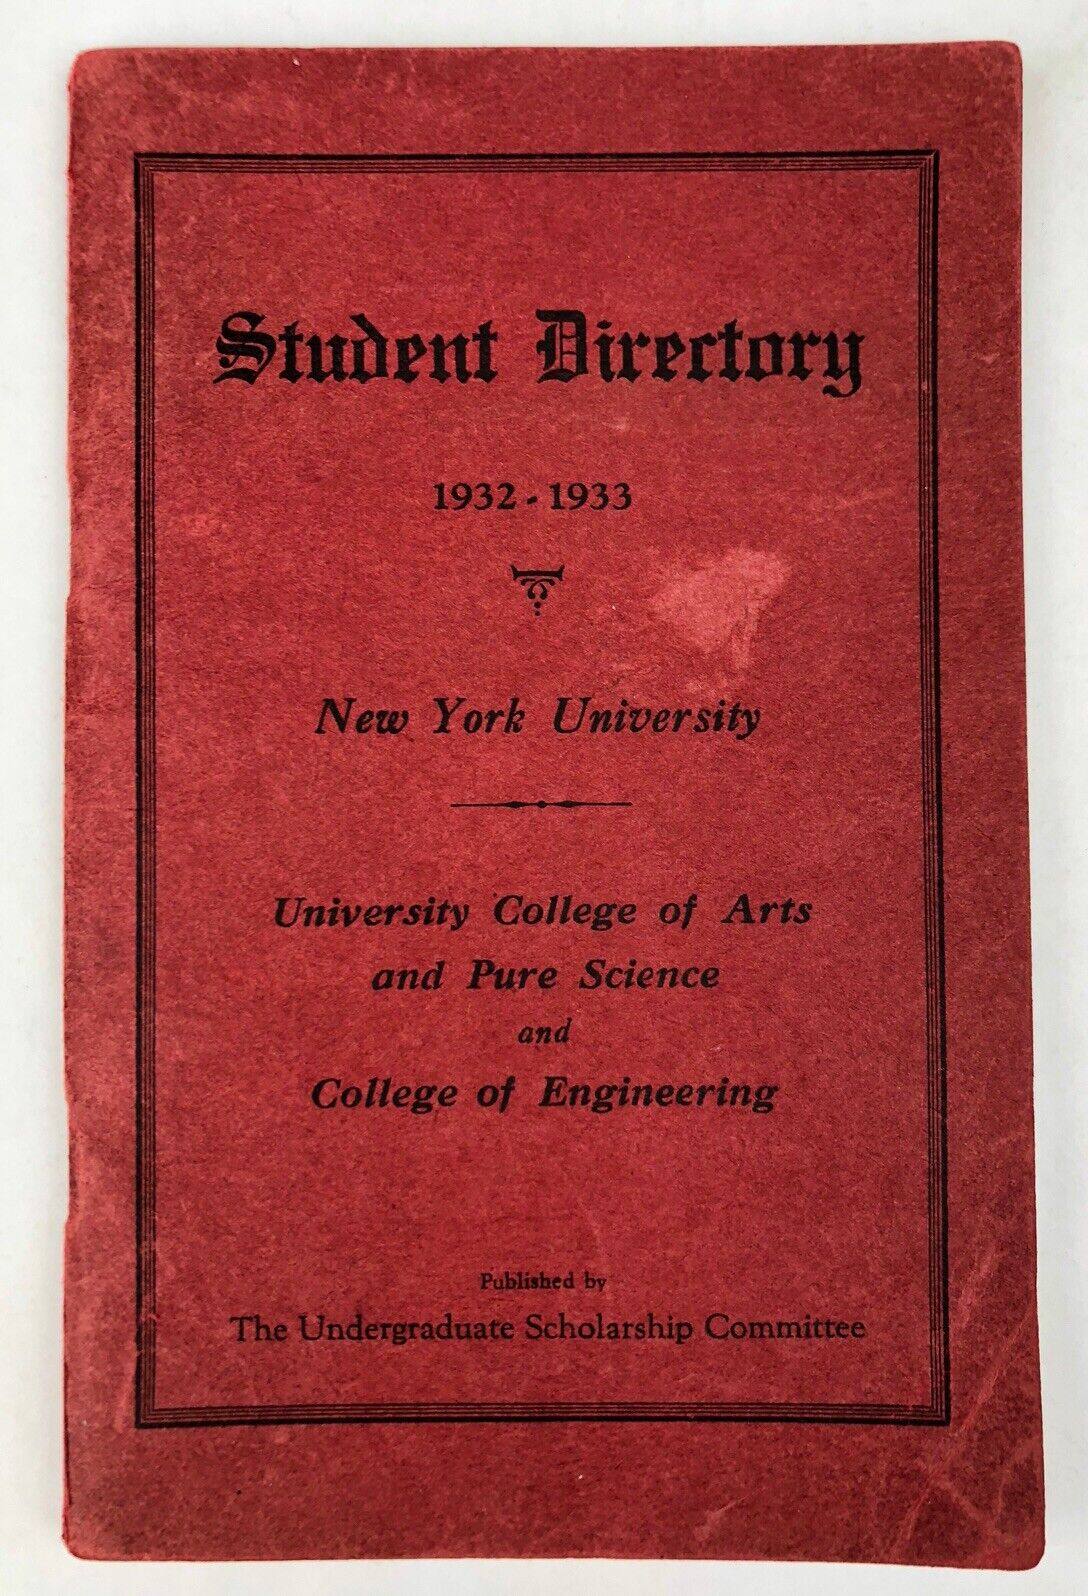 Student Directory
1932 - 1933
New York University
University College of Arts
and Pure Science
and
College of Engineering
Published by
The Undergraduate Scholarship Committee